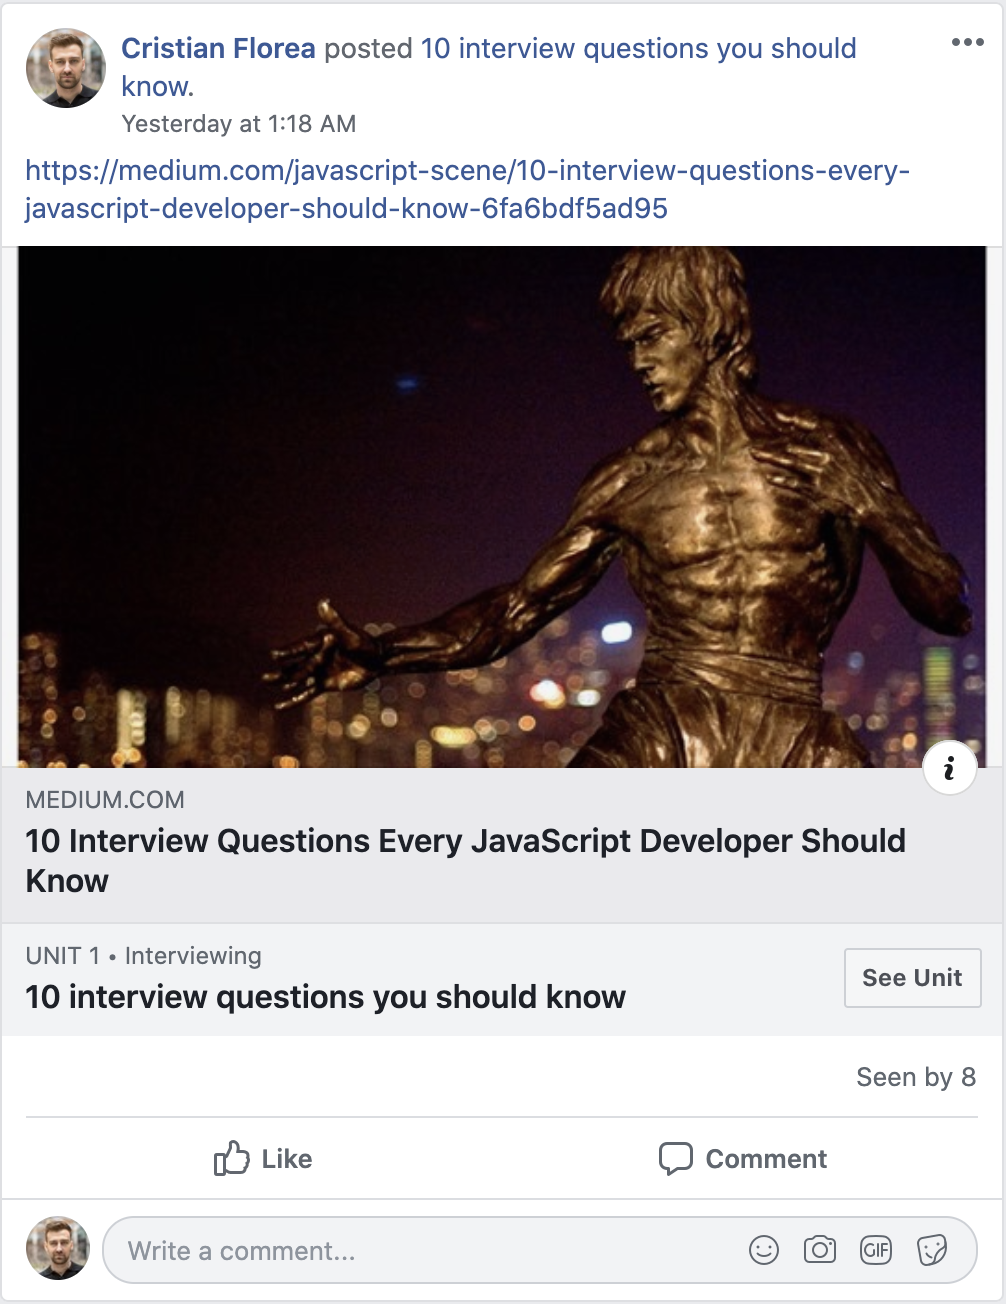 Cristian Florea posted 10 interview questions you should
know.
Yesterday at 1:18 AM
https://medium.com/javascript-scene/10-interview-questions-every-
javascript-developer-should-know-6fa6bdf5ad95
i
MEDIUM.COM
10 Interview Questions Every JavaScript Developer Should
Know
UNIT 1 • Interviewing
10 interview questions you should know
See Unit
Seen by 8
Like
Comment
Write a comment...
GIF